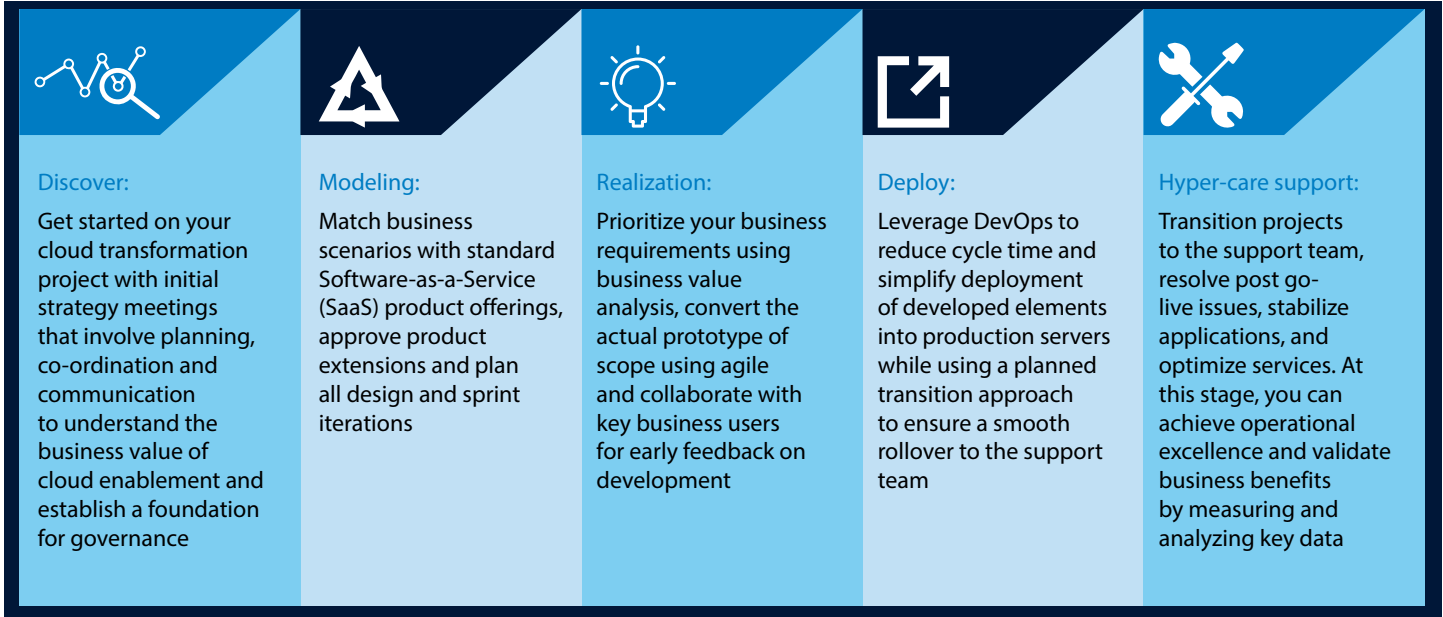 Discover:
Get started on your
cloud transformation
project with initial
strategy meetings
that involve planning,
co-ordination and
communication
to understand the
business value of
cloud enablement and
establish a foundation
for governance
Modeling:
Match business
scenarios with standard
Software-as-a-Service
(SaaS) product offerings,
approve product
extensions and plan
all design and sprint
iterations
Realization:
Prioritize your business
requirements using
business value
analysis, convert the
actual prototype of
scope using agile
and collaborate with
key business users
for early feedback on
development
Deploy:
Leverage DevOps to
reduce cycle time and
simplify deployment
of developed elements
into production servers
while using a planned
transition approach
to ensure a smooth
rollover to the support
team
Hyper-care support:
Transition projects
to the support team,
resolve post go-
live issues, stabilize
applications, and
optimize services. At
this stage, you can
achieve operational
excellence and validate
business benefits
by measuring and
analyzing key data